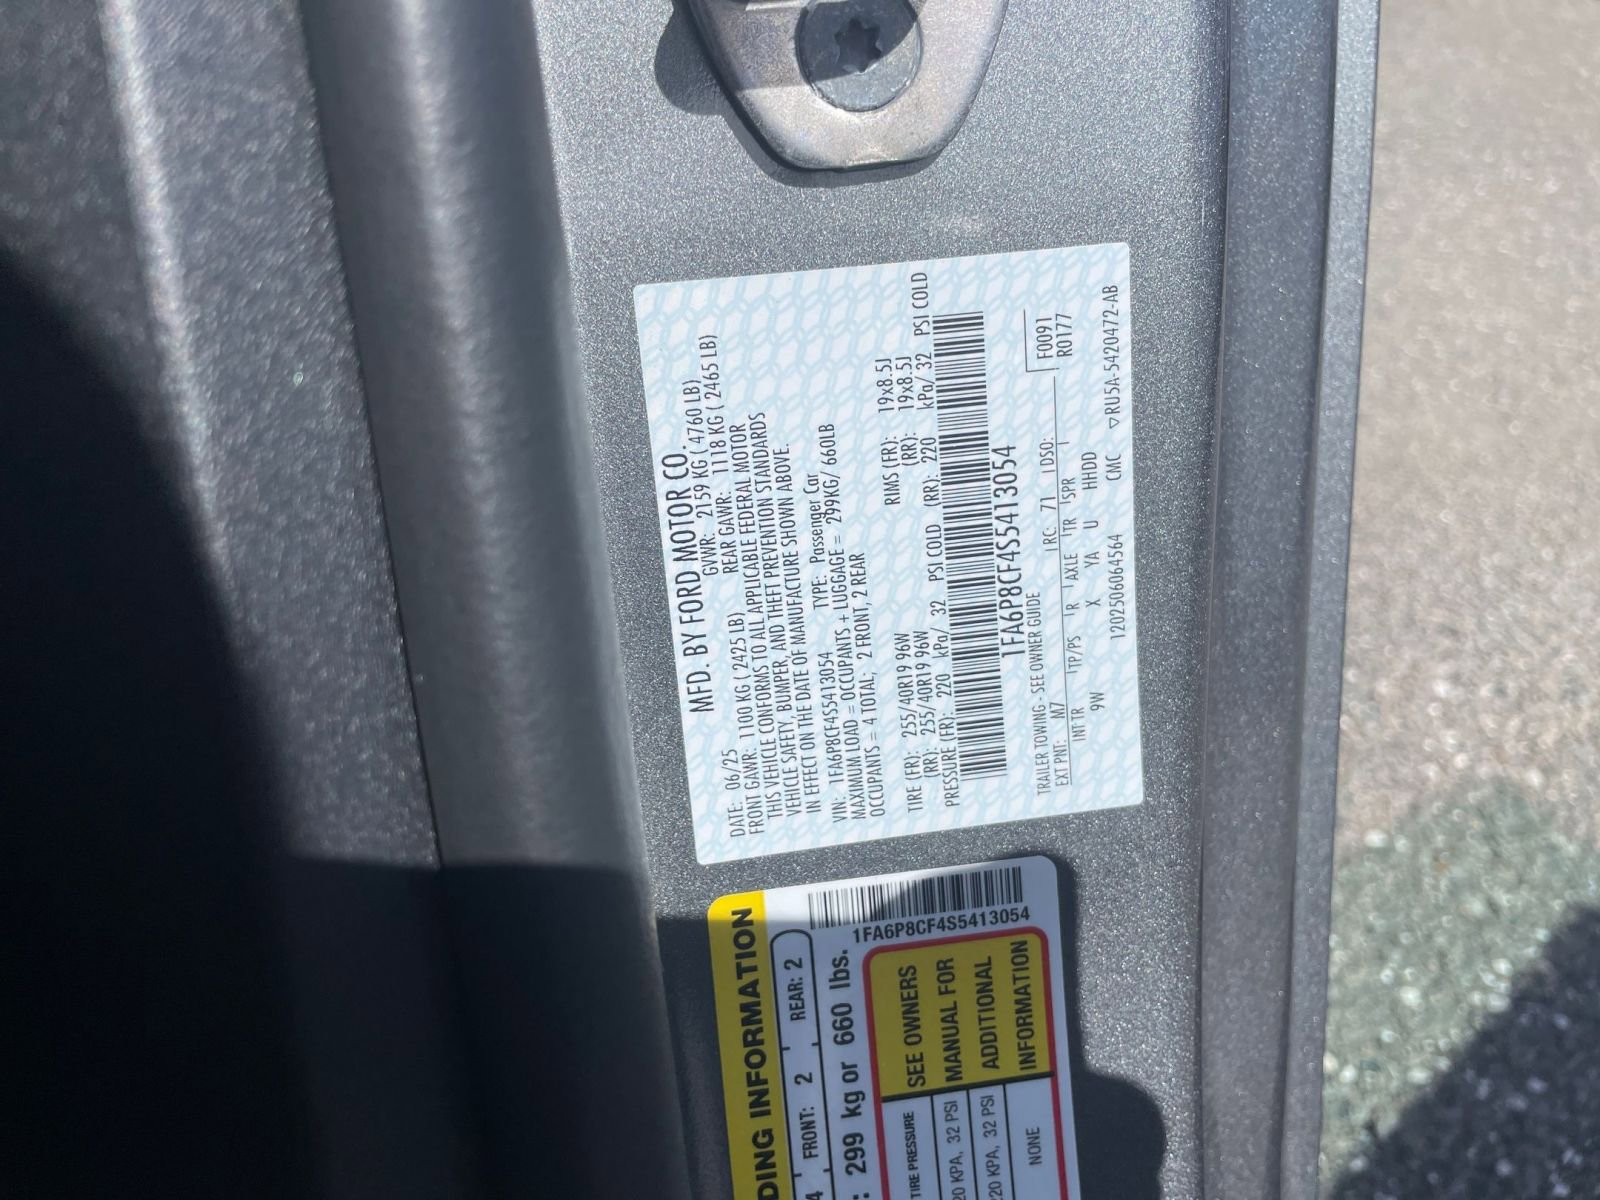 MFD. BY FORD MOTOR CO.
DATE: 06/25 GVWR: 2159 KG ( 4760 LB)
FRONT GAWR: 1100 KG ( 2425 LB) REAR GAWR: 1118 KG ( 2465 LB)
THIS VEHICLE CONFORMS TO ALL APPLICABLE FEDERAL MOTOR
VEHICLE SAFETY, BUMPER, AND THEFT PREVENTION STANDARDS
IN EFFECT ON THE DATE OF MANUFACTURE SHOWN ABOVE.
VIN: 1FA6P8CF4S5413054 TYPE: Passenger Car
MAXIMUM LOAD = OCCUPANTS + LUGGAGE = 299KG/ 660LB
OCCUPANTS = 4 TOTAL; 2 FRONT, 2 REAR
TIRE (FR): 255/40R19 96W RIMS (FR): 19x8.5J
(RR): 255/40R19 96W (RR): 19x8.5J
PRESSURE (FR): 220 kPa/ 32 PSI COLD (RR): 220 kPa/ 32 PSI COLD
1FA6P8CF4S5413054
TRAILER TOWING - SEE OWNER GUIDE F0091
EXT PNT: M7 RC: 71 DSO: R0177
INT TR TP/PS R AXLE TR SPR
9W X YA U HHDD
1202506064564 CMC ▽RU5A-5420472-AB
DING INFORMATION
1FA6P8CF4S5413054
4 FRONT: 2 REAR: 2
: 299 kg or 660 lbs.
TIRE PRESSURE
20 KPA, 32 PSI
220 KPA, 32 PSI
NONE
SEE OWNERS
MANUAL FOR
ADDITIONAL
INFORMATION